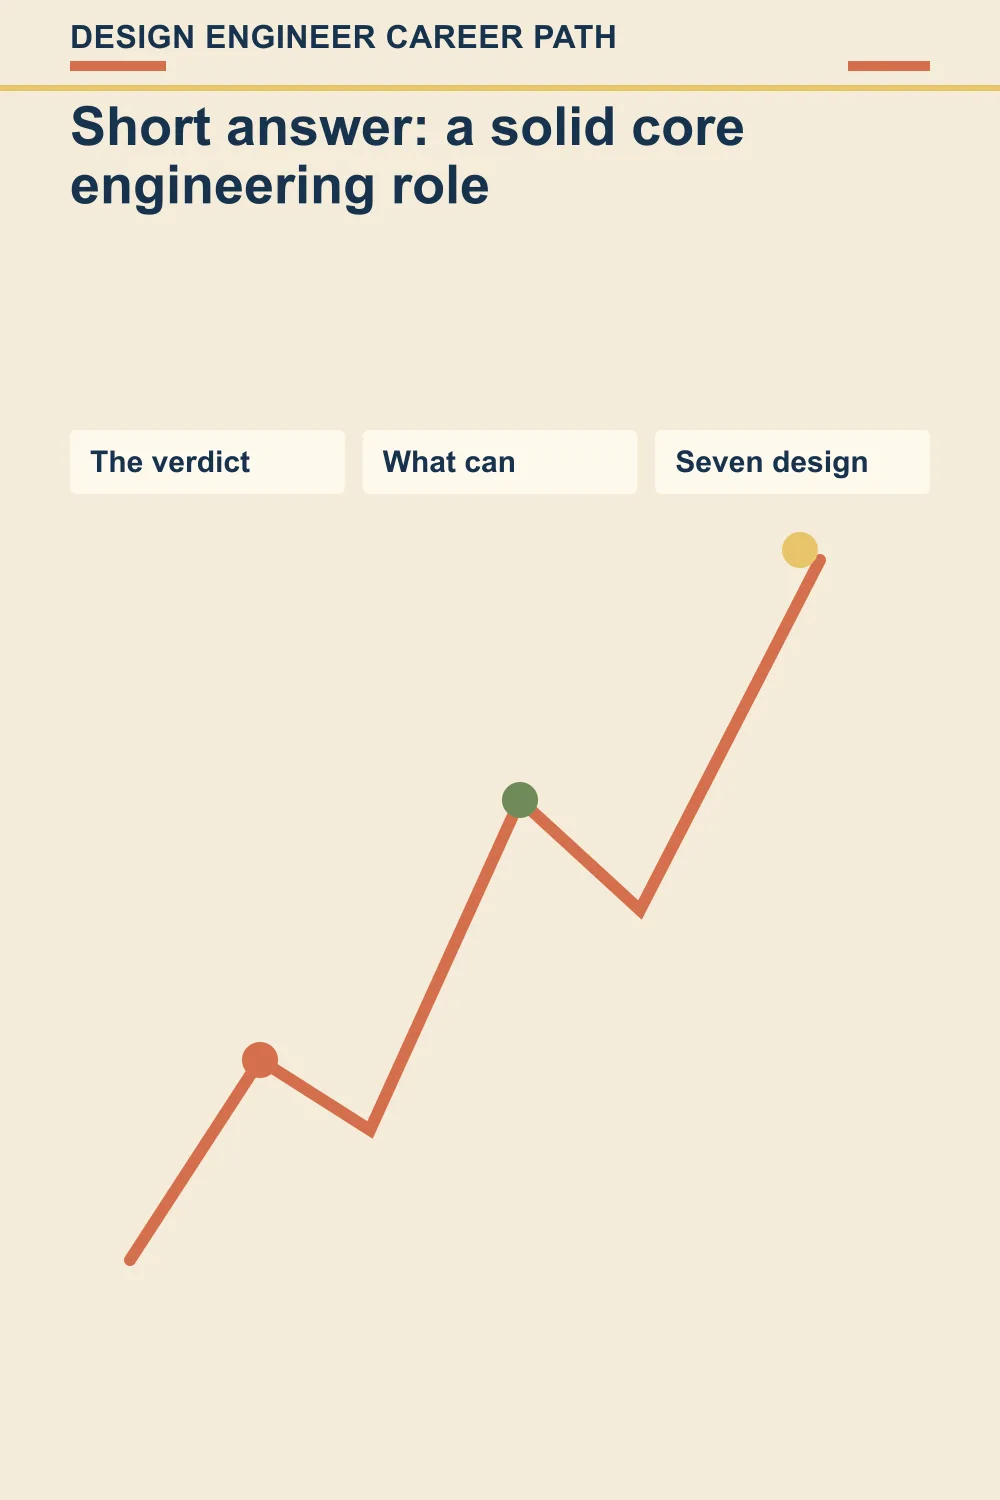 DESIGN ENGINEER CAREER PATH
Short answer: a solid core
engineering role
The verdict
What can
Seven design